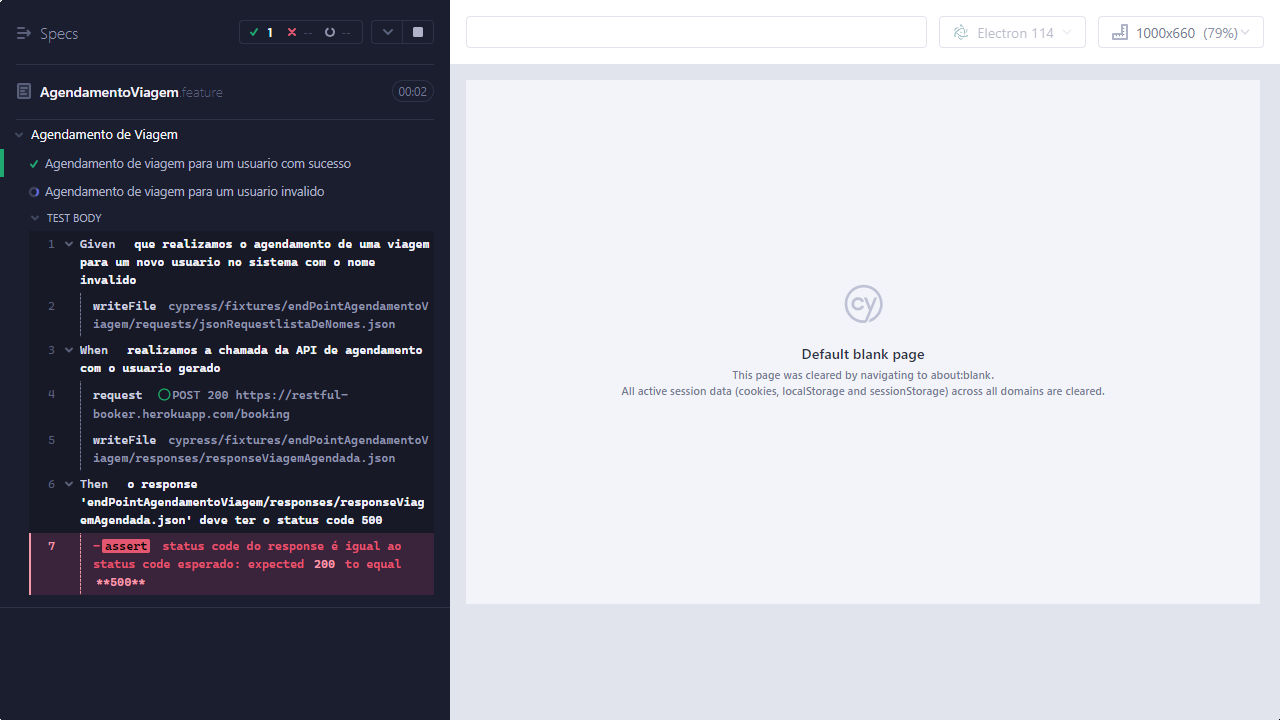 Specs
1
--
--
Electron 114
1000x660 (79%)
AgendamentoViagem.feature
00:02
Agendamento de Viagem
Agendamento de viagem para um usuario com sucesso
Agendamento de viagem para um usuario invalido
TEST BODY
1 Given que realizamos o agendamento de uma viagem
para um novo usuario no sistema com o nome
invalido
2 writeFile cypress/fixtures/endPointAgendamentoV
iagem/requests/jsonRequestlistaDeNomes.json
3 When realizamos a chamada da API de agendamento
com o usuario gerado
4 request POST 200 https://restful-
booker.herokuapp.com/booking
5 writeFile cypress/fixtures/endPointAgendamentoV
iagem/responses/responseViagemAgendada.json
6 Then o response
'endPointAgendamentoViagem/responses/responseViag
emAgendada.json' deve ter o status code 500
7 -assert status code do response é igual ao
status code esperado: expected 200 to equal
**500**
cy
Default blank page
This page was cleared by navigating to about:blank.
All active session data (cookies, localStorage and sessionStorage) across all domains are cleared.